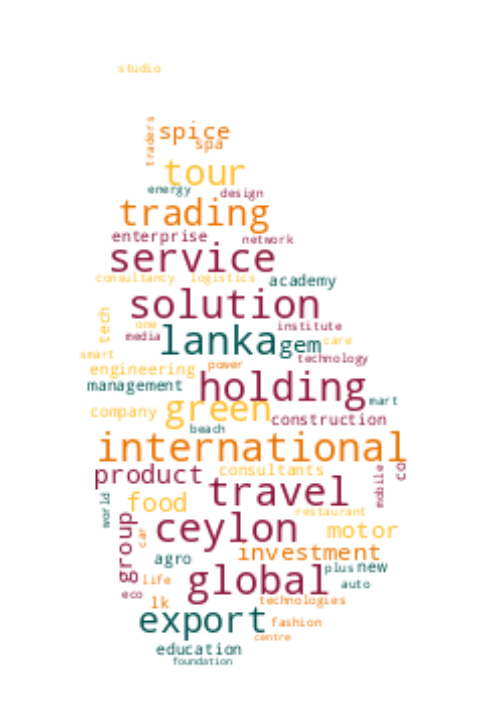 studio
traders
spice
spa
tour
energy
design
trading
enterprise
network
service
consultancy
logistics
academy
solution
tech
one
institute
media
lanka
gem
care
smart
technology
engineering
power
management
holding
mart
company
green
construction
beach
international
product
consultants
mobile
co
travel
world
food
restaurant
group
ceylon
motor
car
investment
agro
plus
new
life
global
auto
eco
lk
technologies
export
fashion
centre
education
foundation